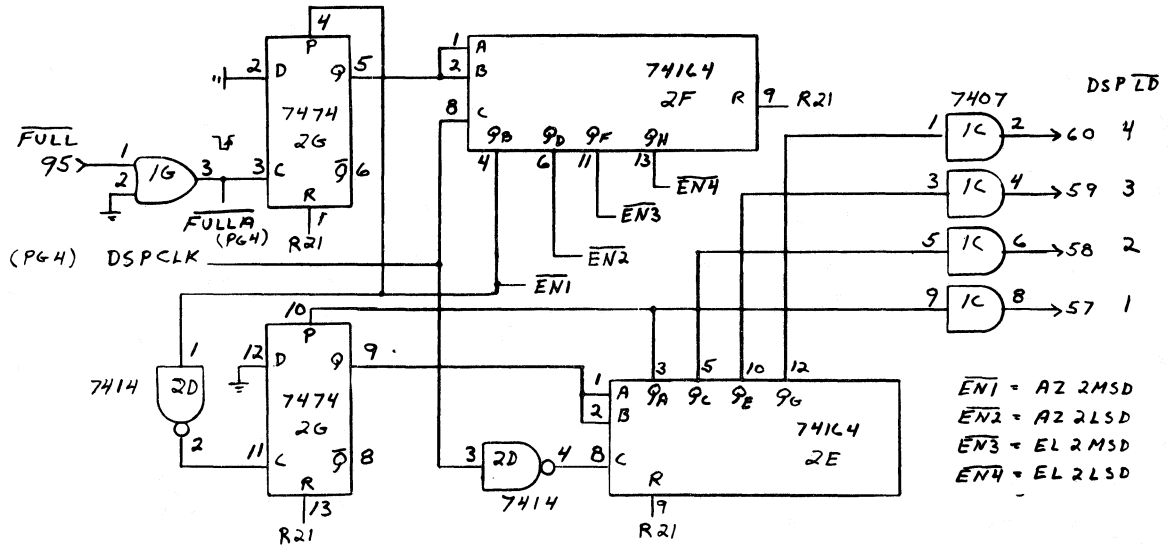 4
P
2 D Q 5
7474
2G
FULL
95 1
2
1G
3 3 C Q 6
FULLA
(PG4)
R
1
R21
1 A
2 B
74164
2F
R 9 R21
8 C
QB QD QF QH
4 6 11 13
EN4
EN3
EN2
EN1
(PG4) DSPCLK
7407
DSP LD
1 1C 2 60 4
3 1C 4 59 3
5 1C 6 58 2
9 1C 8 57 1
10
P
12 D Q 9
7474
2G
11 C Q 8
R
13
R21
1
7414 2D
2
3 2D 4
7414
3 5 10 12
1 A QA QC QE QG
2 B
74164
2E
8 C
R
9
R21
EN1 = AZ 2MSD
EN2 = AZ 2LSD
EN3 = EL 2MSD
EN4 = EL 2LSD